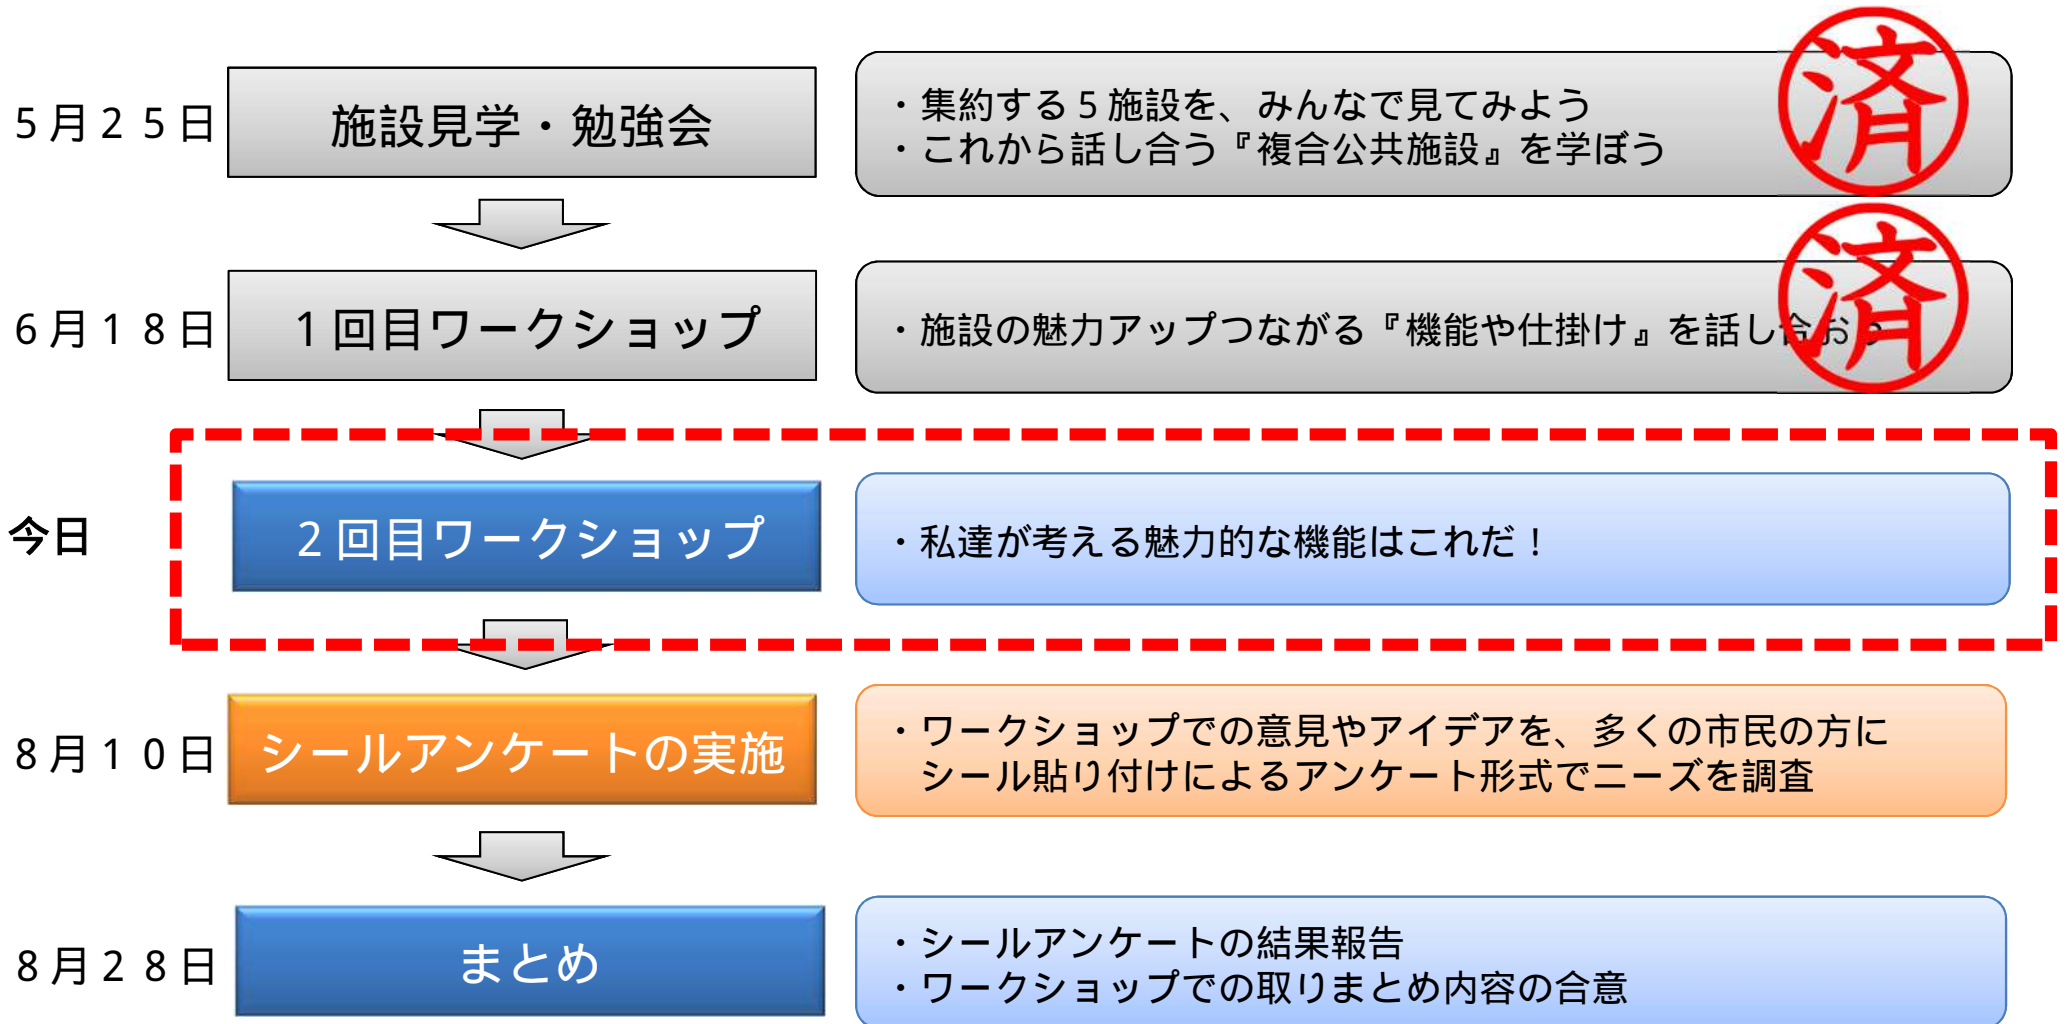 5月25日
施設見学・勉強会
・集約する5施設を、みんなで見てみよう
・これから話し合う『複合公共施設』を学ぼう
済
6月18日
1回目ワークショップ
・施設の魅力アップつながる『機能や仕掛け』を話し合おう
済
今日
2回目ワークショップ
・私達が考える魅力的な機能はこれだ！
8月10日
シールアンケートの実施
・ワークショップでの意見やアイデアを、多くの市民の方に
シール貼り付けによるアンケート形式でニーズを調査
8月28日
まとめ
・シールアンケートの結果報告
・ワークショップでの取りまとめ内容の合意